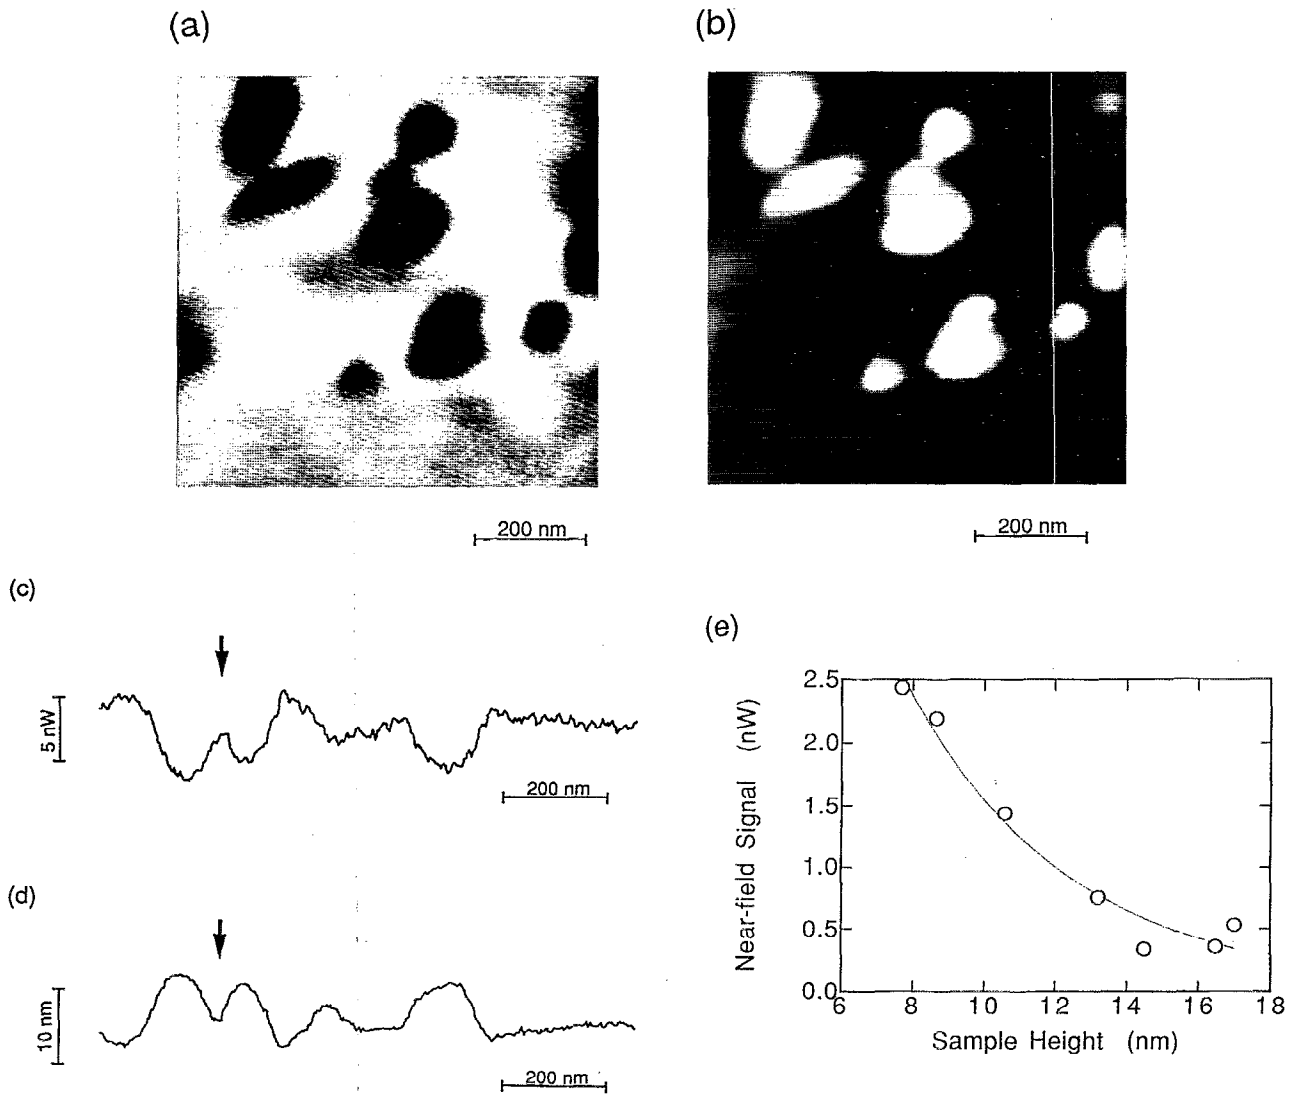 (a)
(b)
200 nm
200 nm
(c)
5 nW
200 nm
(d)
10 nm
200 nm
(e)
Near-field Signal (nW)
2.5
2.0
1.5
1.0
0.5
0.0
6 8 10 12 14 16 18
Sample Height (nm)